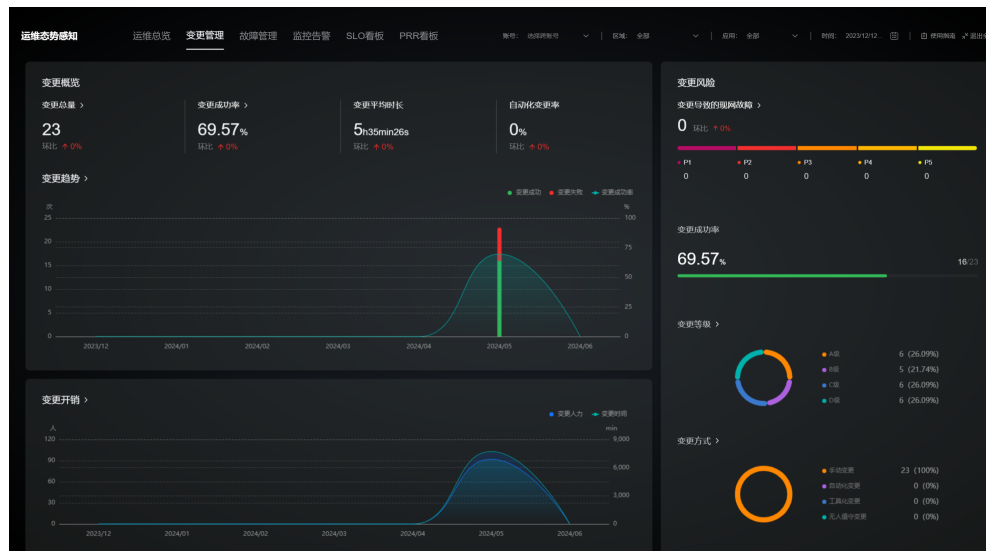 运维态势感知
运维总览 变更管理 故障管理 监控告警 SLO看板 PRR看板
账号: 选择跨账号 区域: 全部 应用: 全部 时间: 2023/12/12... 使用指南
变更概览
变更总量 > 变更成功率 > 变更平均时长 自动化变更率
23 69.57% 5h35min26s 0%
环比 ↑ 0% 环比 ↑ 0% 环比 ↑ 0% 环比 ↑ 0%
变更趋势 >
变更成功 变更失败 变更成功率
次 %
25 100
20 75
15 50
10 25
5
0 0
2023/12 2024/01 2024/02 2024/03 2024/04 2024/05 2024/06
变更开销 >
变更人力 变更时间
人 min
120 9,000
90 6,000
60 3,000
30
0 0
2023/12 2024/01 2024/02 2024/03 2024/04 2024/05 2024/06
变更风险
变更导致的现网故障 >
0 环比 ↑ 0%
P1 P2 P3 P4 P5
0 0 0 0 0
变更成功率
69.57% 16/23
变更等级 >
A级 6 (26.09%)
B级 5 (21.74%)
C级 6 (26.09%)
D级 6 (26.09%)
变更方式 >
手动变更 23 (100%)
自动化变更 0 (0%)
工具化变更 0 (0%)
无人值守变更 0 (0%)